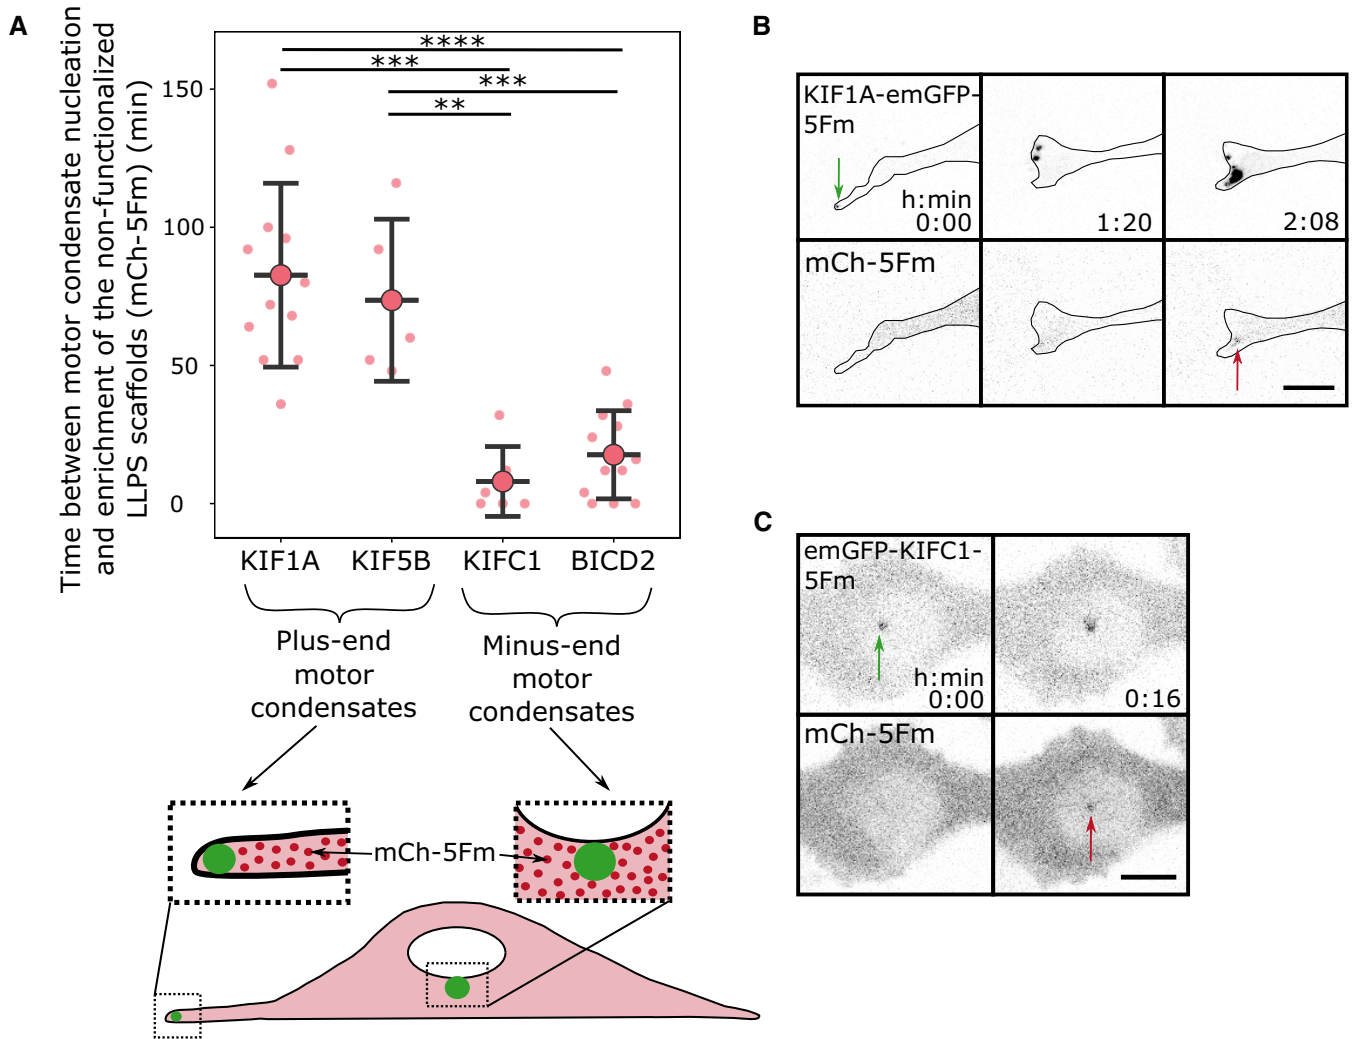 A
Time between motor condensate nucleation
and enrichment of the non-functionalized
LLPS scaffolds (mCh-5Fm) (min)
150
100
50
0
****
***
***
**
KIF1A KIF5B KIFC1 BICD2
Plus-end
motor
condensates
Minus-end
motor
condensates
mCh-5Fm
B
KIF1A-emGFP-
5Fm
h:min
0:00
1:20
2:08
mCh-5Fm
C
emGFP-KIFC1-
5Fm
h:min
0:00
0:16
mCh-5Fm